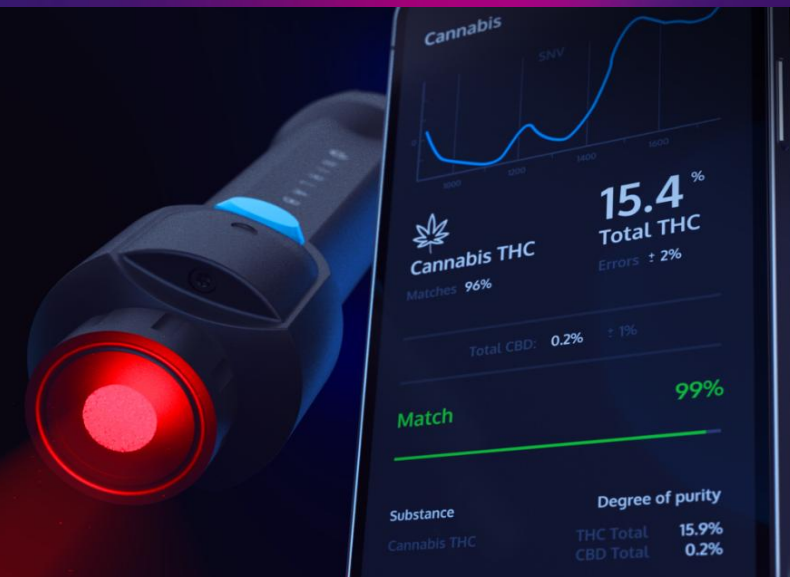 Cannabis
SNV
0
1000 1200 1400 1600
15.4 %
Total THC
Errors ± 2%
Cannabis THC
Matches 96%
Total CBD: 0.2% ± 1%
Match 99%
Substance Degree of purity
Cannabis THC THC Total 15.9%
CBD Total 0.2%